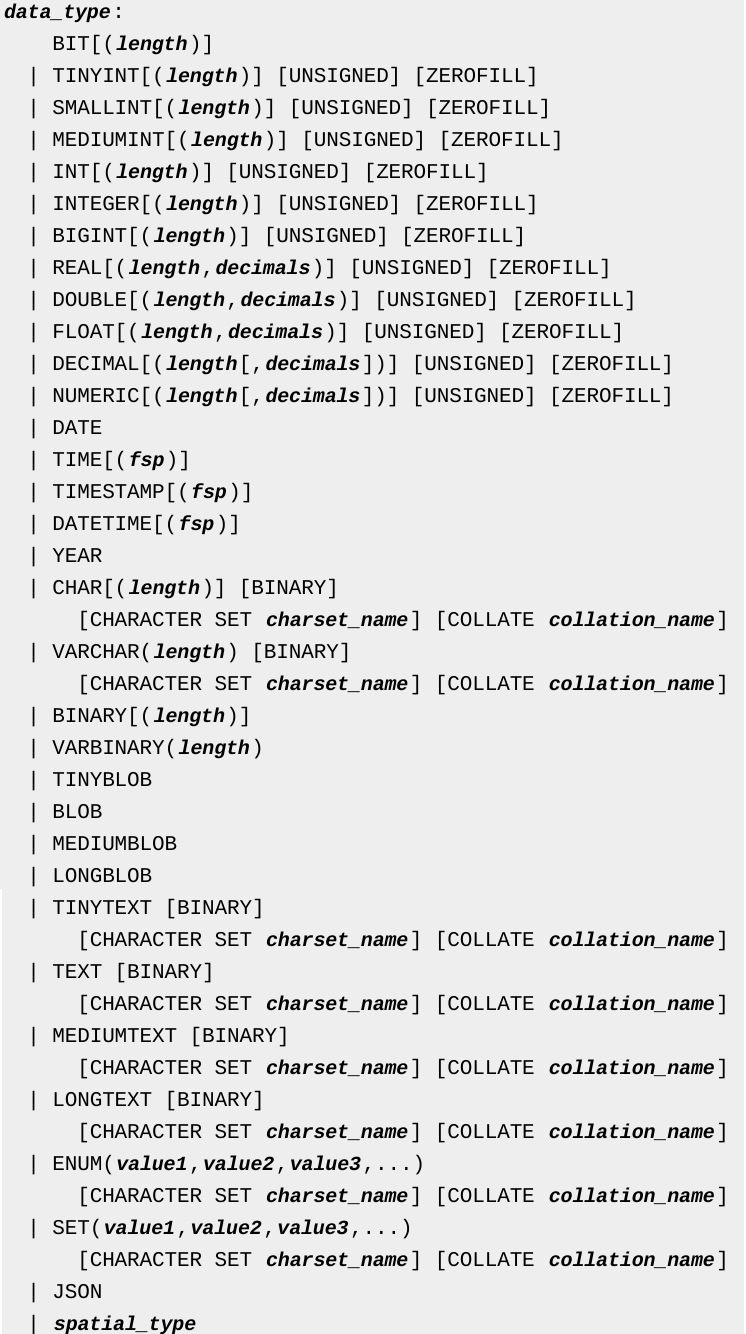 data_type:
    BIT[(length)]
  | TINYINT[(length)] [UNSIGNED] [ZEROFILL]
  | SMALLINT[(length)] [UNSIGNED] [ZEROFILL]
  | MEDIUMINT[(length)] [UNSIGNED] [ZEROFILL]
  | INT[(length)] [UNSIGNED] [ZEROFILL]
  | INTEGER[(length)] [UNSIGNED] [ZEROFILL]
  | BIGINT[(length)] [UNSIGNED] [ZEROFILL]
  | REAL[(length,decimals)] [UNSIGNED] [ZEROFILL]
  | DOUBLE[(length,decimals)] [UNSIGNED] [ZEROFILL]
  | FLOAT[(length,decimals)] [UNSIGNED] [ZEROFILL]
  | DECIMAL[(length[,decimals])] [UNSIGNED] [ZEROFILL]
  | NUMERIC[(length[,decimals])] [UNSIGNED] [ZEROFILL]
  | DATE
  | TIME[(fsp)]
  | TIMESTAMP[(fsp)]
  | DATETIME[(fsp)]
  | YEAR
  | CHAR[(length)] [BINARY]
      [CHARACTER SET charset_name] [COLLATE collation_name]
  | VARCHAR(length) [BINARY]
      [CHARACTER SET charset_name] [COLLATE collation_name]
  | BINARY[(length)]
  | VARBINARY(length)
  | TINYBLOB
  | BLOB
  | MEDIUMBLOB
  | LONGBLOB
  | TINYTEXT [BINARY]
      [CHARACTER SET charset_name] [COLLATE collation_name]
  | TEXT [BINARY]
      [CHARACTER SET charset_name] [COLLATE collation_name]
  | MEDIUMTEXT [BINARY]
      [CHARACTER SET charset_name] [COLLATE collation_name]
  | LONGTEXT [BINARY]
      [CHARACTER SET charset_name] [COLLATE collation_name]
  | ENUM(value1,value2,value3,...)
      [CHARACTER SET charset_name] [COLLATE collation_name]
  | SET(value1,value2,value3,...)
      [CHARACTER SET charset_name] [COLLATE collation_name]
  | JSON
  | spatial_type